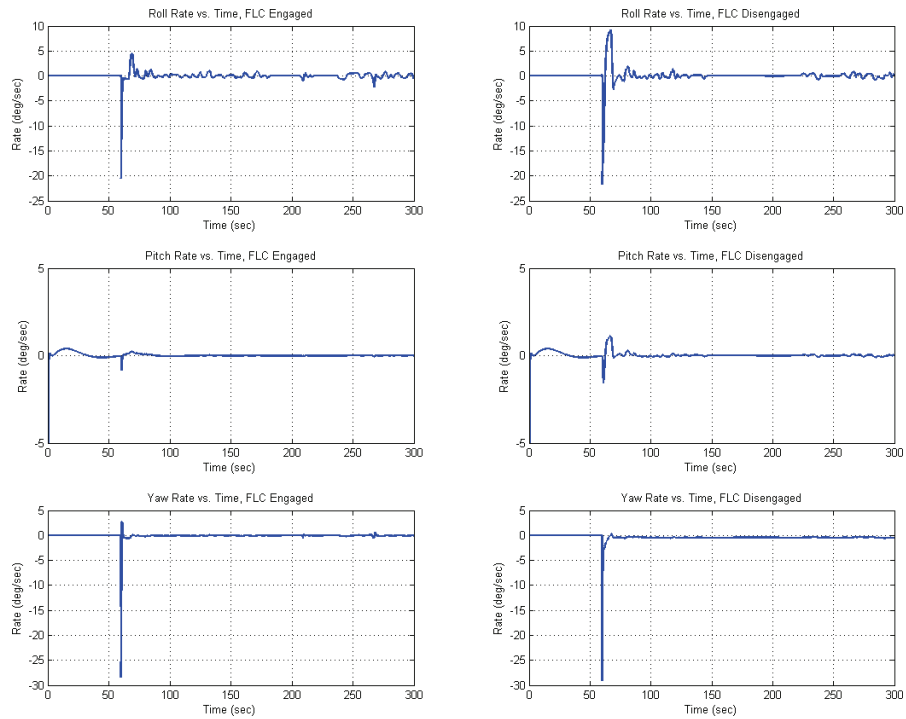 Roll Rate vs. Time, FLC Engaged
10
5
0
-5
-10
-15
-20
-25
Rate (deg/sec)
0 50 100 150 200 250 300
Time (sec)
Roll Rate vs. Time, FLC Disengaged
10
5
0
-5
-10
-15
-20
-25
Rate (deg/sec)
0 50 100 150 200 250 300
Time (sec)
Pitch Rate vs. Time, FLC Engaged
5
0
-5
Rate (deg/sec)
0 50 100 150 200 250 300
Time (sec)
Pitch Rate vs. Time, FLC Disengaged
5
0
-5
Rate (deg/sec)
0 50 100 150 200 250 300
Time (sec)
Yaw Rate vs. Time, FLC Engaged
5
0
-5
-10
-15
-20
-25
-30
Rate (deg/sec)
0 50 100 150 200 250 300
Time (sec)
Yaw Rate vs. Time, FLC Disengaged
5
0
-5
-10
-15
-20
-25
-30
Rate (deg/sec)
0 50 100 150 200 250 300
Time (sec)